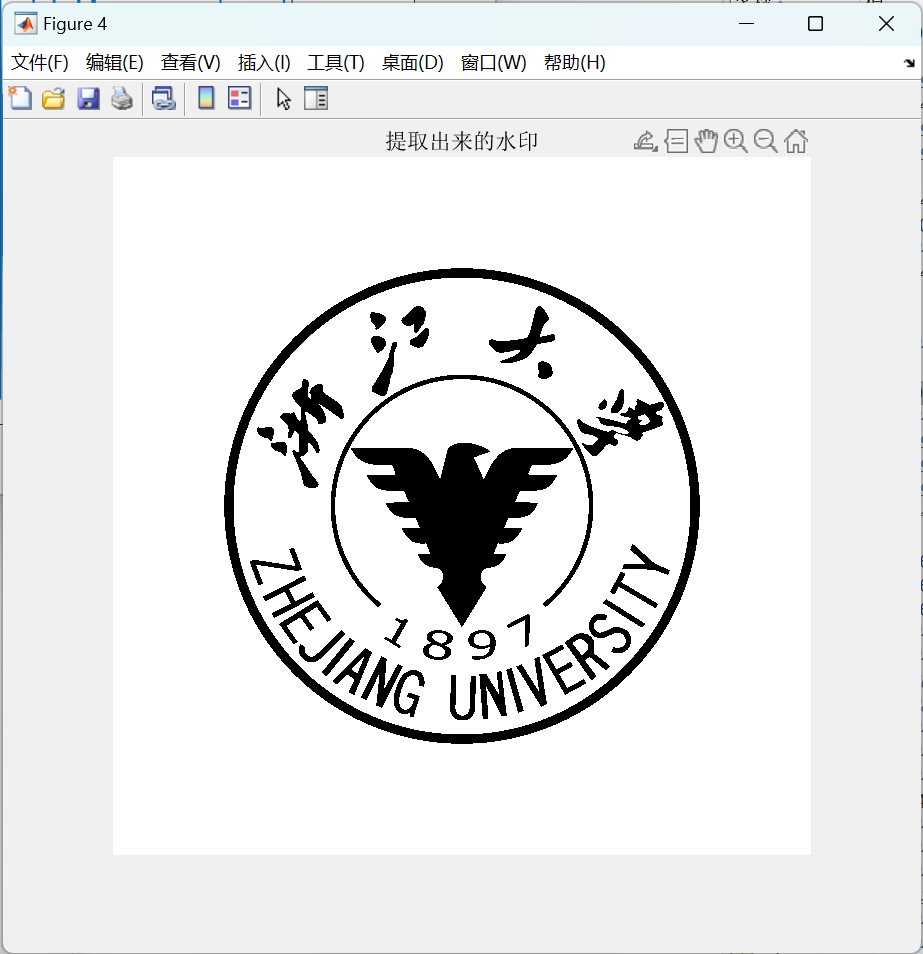 Figure 4
文件(F) 编辑(E) 查看(V) 插入(I) 工具(T) 桌面(D) 窗口(W) 帮助(H)
提取出来的水印
浙江大学
1897
ZHEJIANG UNIVERSITY